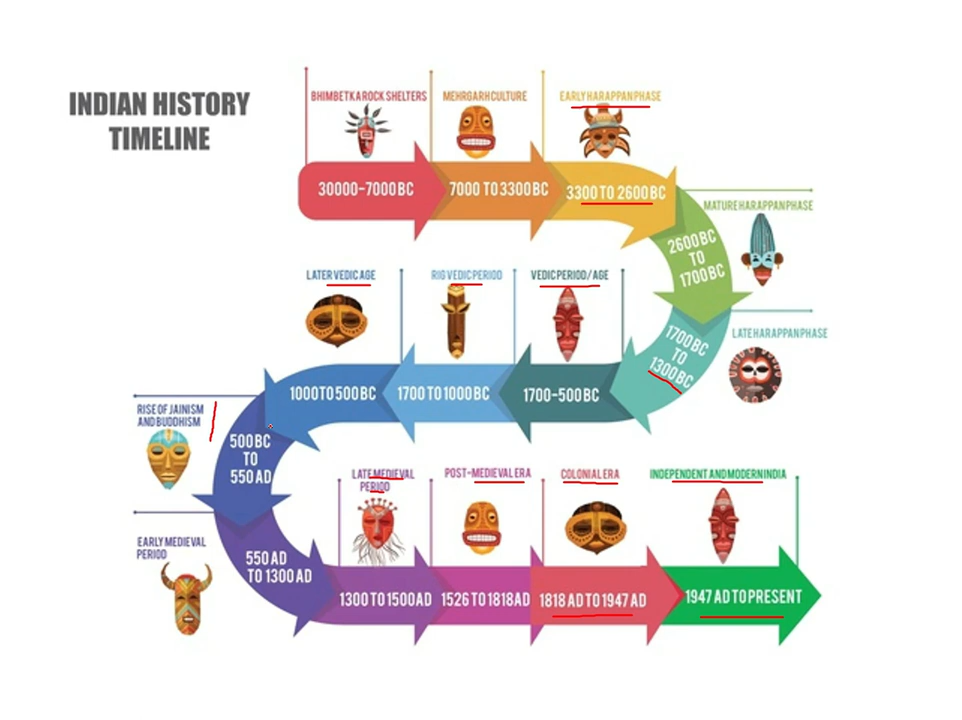 INDIAN HISTORY
TIMELINE
BHIMBETKA ROCK SHELTERS
30000-7000 BC
MEHRGARH CULTURE
7000 TO 3300 BC
EARLY HARAPPAN PHASE
3300 TO 2600 BC
MATURE HARAPPAN PHASE
2600 BC
TO
1700 BC
LATE HARAPPAN PHASE
1700 BC
TO
1300 BC
VEDIC PERIOD/AGE
1700-500 BC
RIG VEDIC PERIOD
1700 TO 1000 BC
LATER VEDIC AGE
1000 TO 500 BC
RISE OF JAINISM
AND BUDDHISM
500 BC
TO
550 AD
EARLY MEDIEVAL
PERIOD
550 AD
TO 1300 AD
LATE MEDIEVAL
PERIOD
1300 TO 1500 AD
POST-MEDIEVAL ERA
1526 TO 1818 AD
COLONIAL ERA
1818 AD TO 1947 AD
INDEPENDENT AND MODERN INDIA
1947 AD TO PRESENT